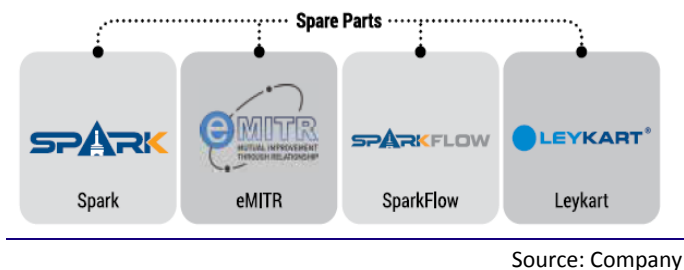 Spare Parts
SPARK
Spark
eMITR
MUTUAL IMPROVEMENT
THROUGH RELATIONSHIP
eMITR
SPARKFLOW
SparkFlow
LEYKART®
Leykart
Source: Company